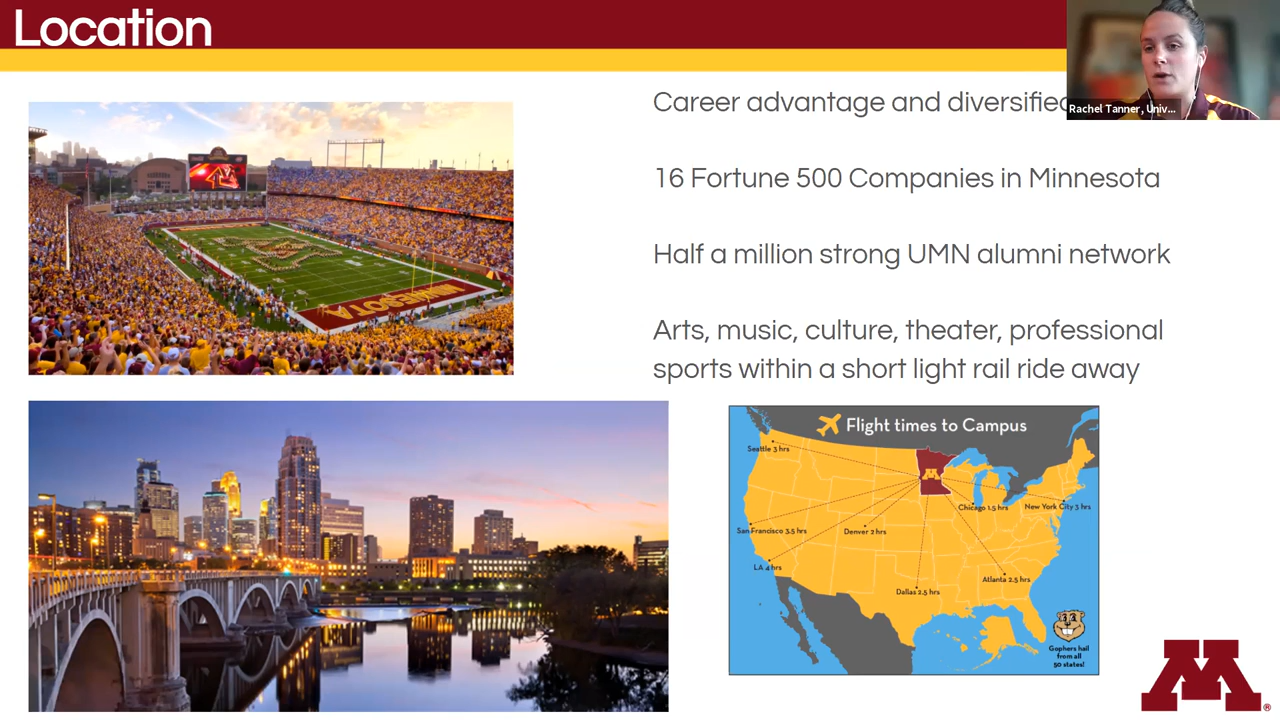 Location
Rachel Tanner, Univ...
Career advantage and diversified
16 Fortune 500 Companies in Minnesota
Half a million strong UMN alumni network
Arts, music, culture, theater, professional
sports within a short light rail ride away
MINNESOTA
Flight times to Campus
Seattle 3 hrs
M
Chicago 1.5 hrs
New York City 3 hrs
San Francisco 3.5 hrs
Denver 2 hrs
LA 4 hrs
Atlanta 2.5 hrs
Dallas 2.5 hrs
Gophers hail
from all
50 states!
M®